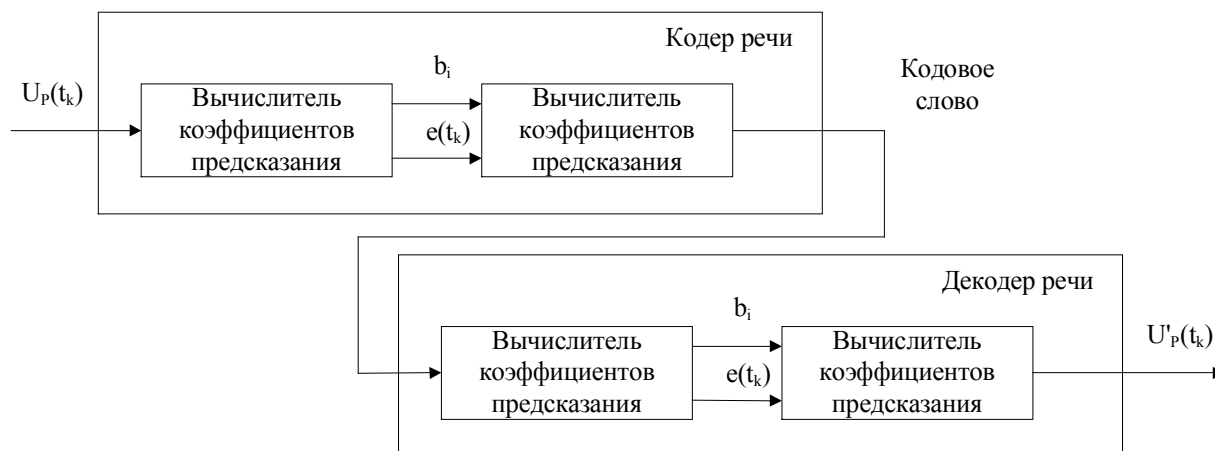 Кодер речи
Кодовое
слово
U_P(t_k)
b_i
e(t_k)
Вычислитель
коэффициентов
предсказания
Вычислитель
коэффициентов
предсказания
Декодер речи
b_i
e(t_k)
Вычислитель
коэффициентов
предсказания
Вычислитель
коэффициентов
предсказания
U'_P(t_k)